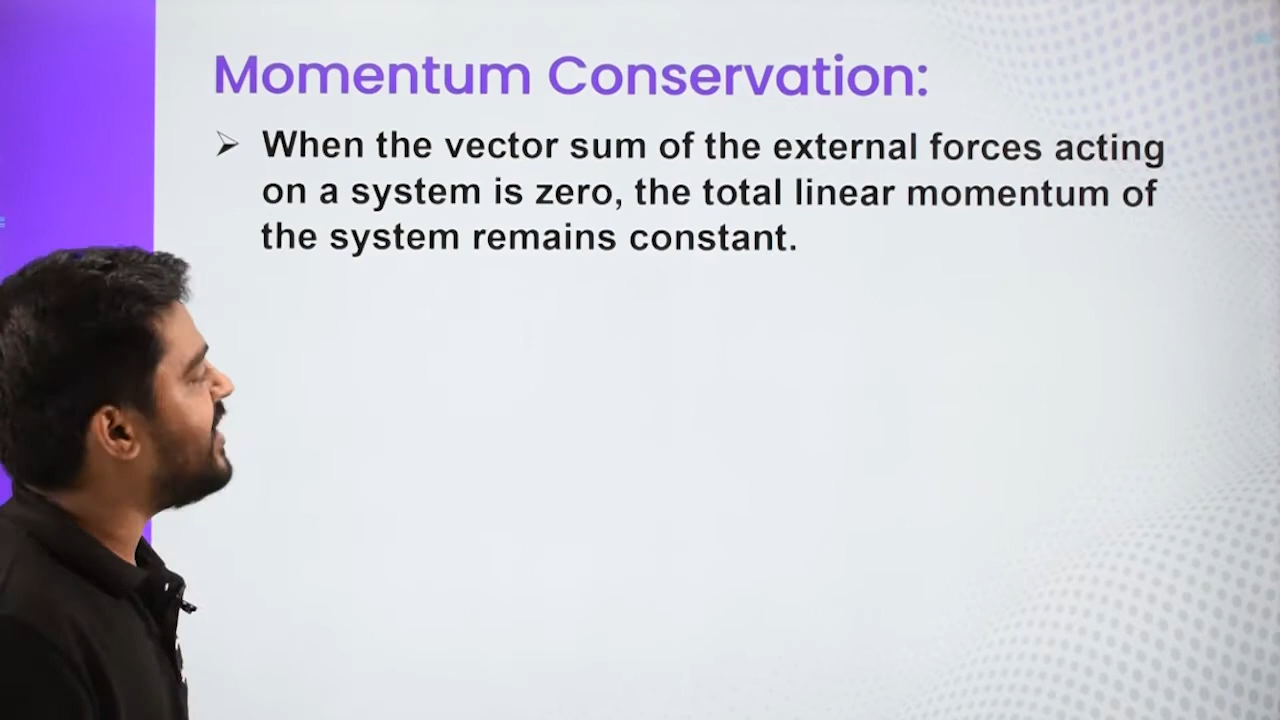 Momentum Conservation:
When the vector sum of the external forces acting
on a system is zero, the total linear momentum of
the system remains constant.